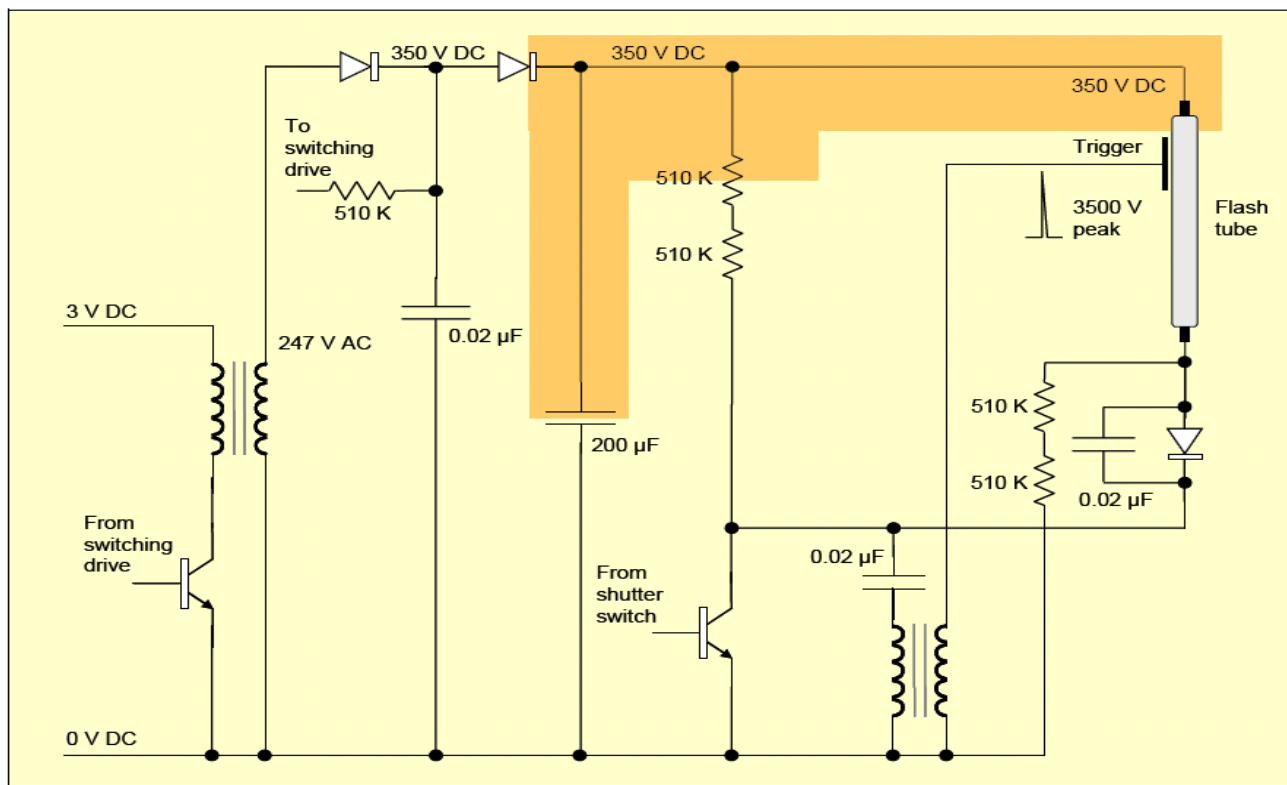 350 V DC
350 V DC
350 V DC
To
switching
drive
510 K
510 K
510 K
Trigger
3500 V
peak
Flash
tube
3 V DC
247 V AC
0.02 µF
200 µF
510 K
510 K
0.02 µF
From
switching
drive
From
shutter
switch
0.02 µF
0 V DC